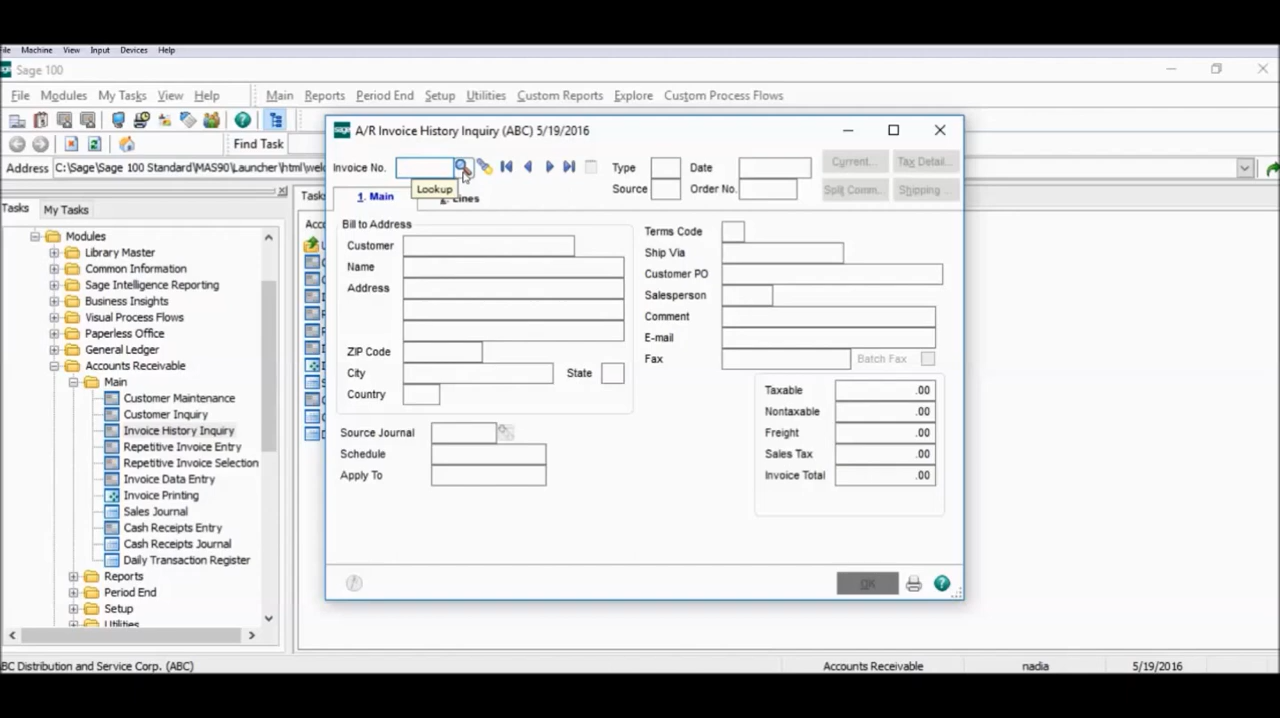 File Machine View Input Devices Help
Sage 100
File Modules My Tasks View Help Main Reports Period End Setup Utilities Custom Reports Explore Custom Process Flows
Find Task
Address C:\Sage\Sage 100 Standard\MAS90\Launcher\html\wel
Tasks My Tasks
Modules
Library Master
Common Information
Sage Intelligence Reporting
Business Insights
Visual Process Flows
Paperless Office
General Ledger
Accounts Receivable
Main
Customer Maintenance
Customer Inquiry
Invoice History Inquiry
Repetitive Invoice Entry
Repetitive Invoice Selection
Invoice Data Entry
Invoice Printing
Sales Journal
Cash Receipts Entry
Cash Receipts Journal
Daily Transaction Register
Reports
Period End
Setup
Utilities
Tasks
Acco
sage A/R Invoice History Inquiry (ABC) 5/19/2016
Invoice No. Type Date Current... Tax Detail...
Lookup Source Order No. Split Comm... Shipping ...
1. Main 2. Lines
Bill to Address
Customer
Name
Address
ZIP Code
City State
Country
Source Journal
Schedule
Apply To
Terms Code
Ship Via
Customer PO
Salesperson
Comment
E-mail
Fax Batch Fax
Taxable .00
Nontaxable .00
Freight .00
Sales Tax .00
Invoice Total .00
OK
BC Distribution and Service Corp. (ABC) Accounts Receivable nadia 5/19/2016